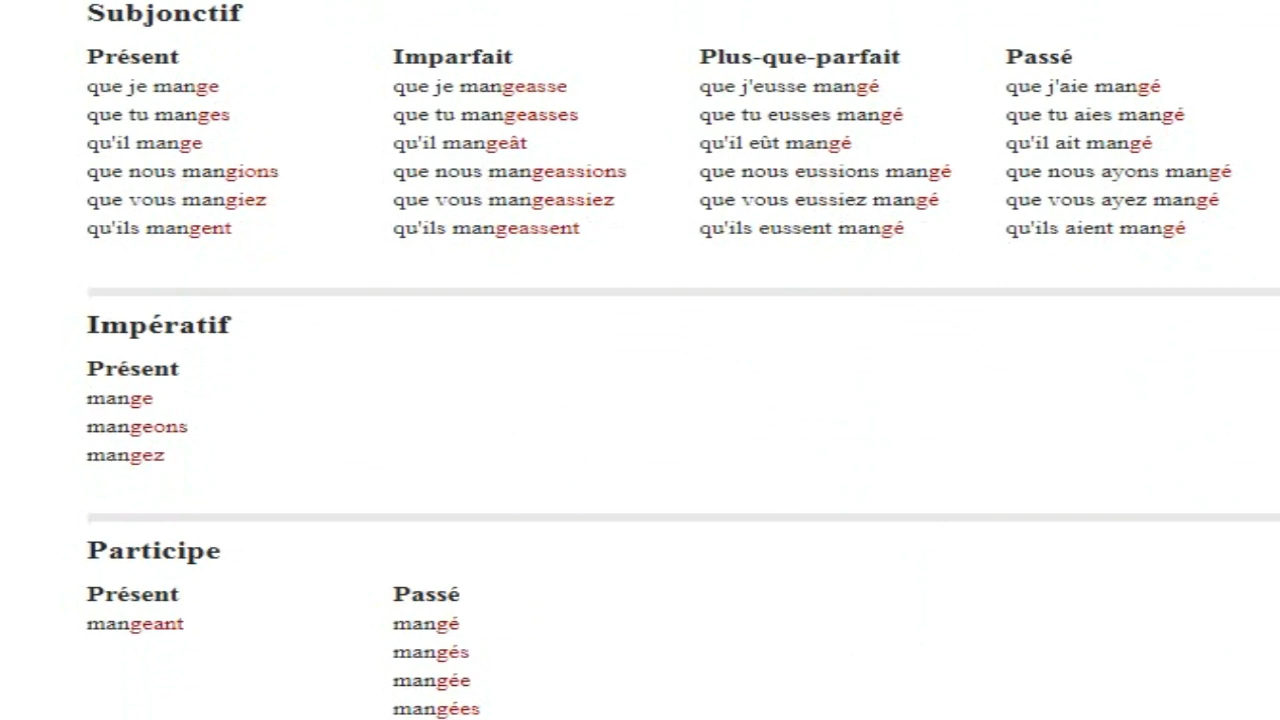 Subjonctif
Présent
que je mange
que tu manges
qu'il mange
que nous mangions
que vous mangiez
qu'ils mangent
Imparfait
que je mangeasse
que tu mangeasses
qu'il mangeât
que nous mangeassions
que vous mangeassiez
qu'ils mangeassent
Plus-que-parfait
que j'eusse mangé
que tu eusses mangé
qu'il eût mangé
que nous eussions mangé
que vous eussiez mangé
qu'ils eussent mangé
Passé
que j'aie mangé
que tu aies mangé
qu'il ait mangé
que nous ayons mangé
que vous ayez mangé
qu'ils aient mangé
Impératif
Présent
mange
mangeons
mangez
Participe
Présent
mangeant
Passé
mangé
mangés
mangée
mangées